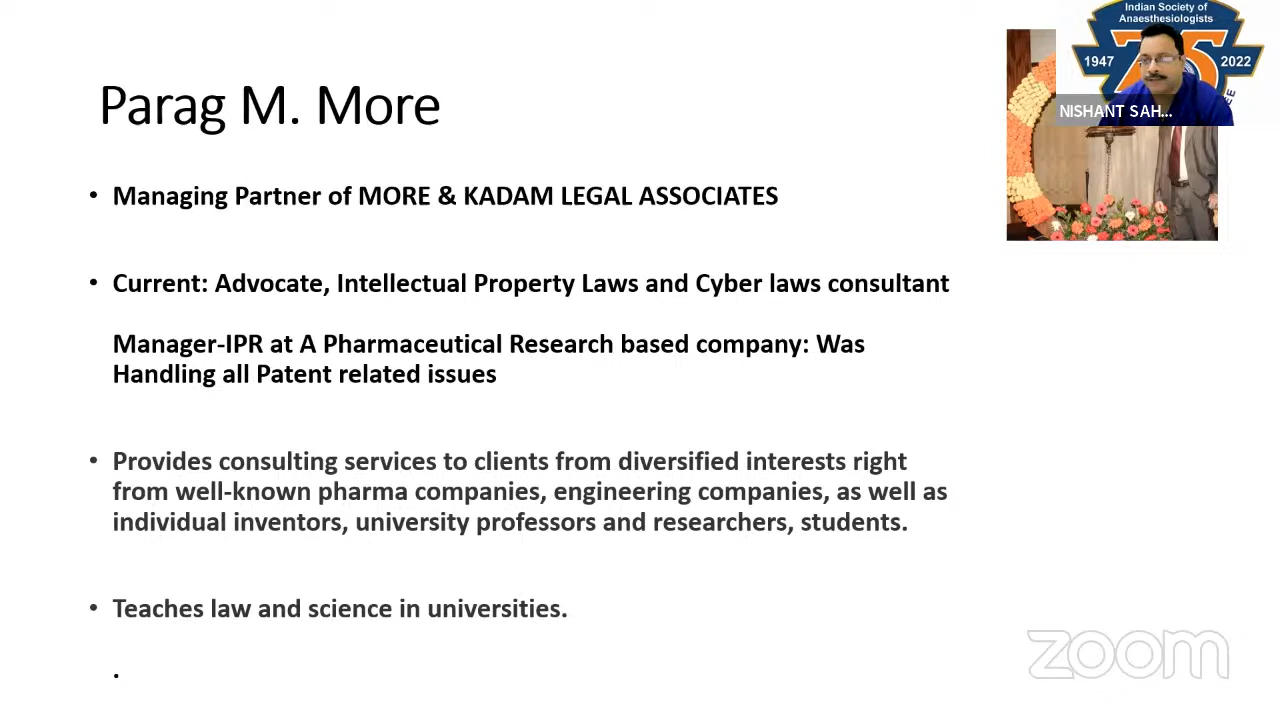 Indian Society of
Anaesthesiologists
75
1947
2022
NISHANT SAH...
Parag M. More
• Managing Partner of MORE & KADAM LEGAL ASSOCIATES
• Current: Advocate, Intellectual Property Laws and Cyber laws consultant
Manager-IPR at A Pharmaceutical Research based company: Was
Handling all Patent related issues
• Provides consulting services to clients from diversified interests right
from well-known pharma companies, engineering companies, as well as
individual inventors, university professors and researchers, students.
• Teaches law and science in universities.
.
zoom